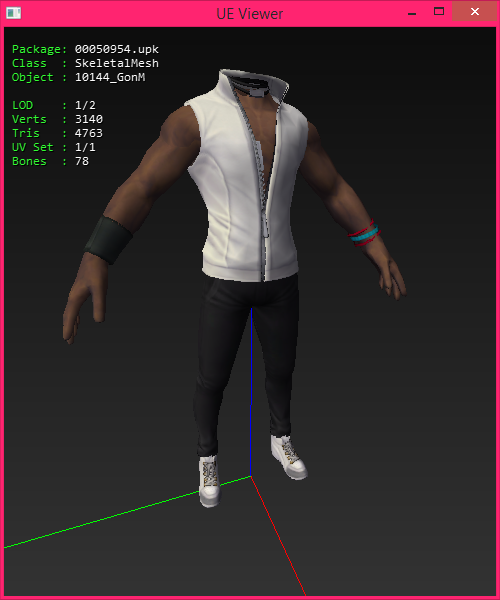 UE Viewer
Package: 00050954.upk
Class : SkeletalMesh
Object : 10144_GonM
LOD : 1/2
Verts : 3140
Tris : 4763
UV Set : 1/1
Bones : 78